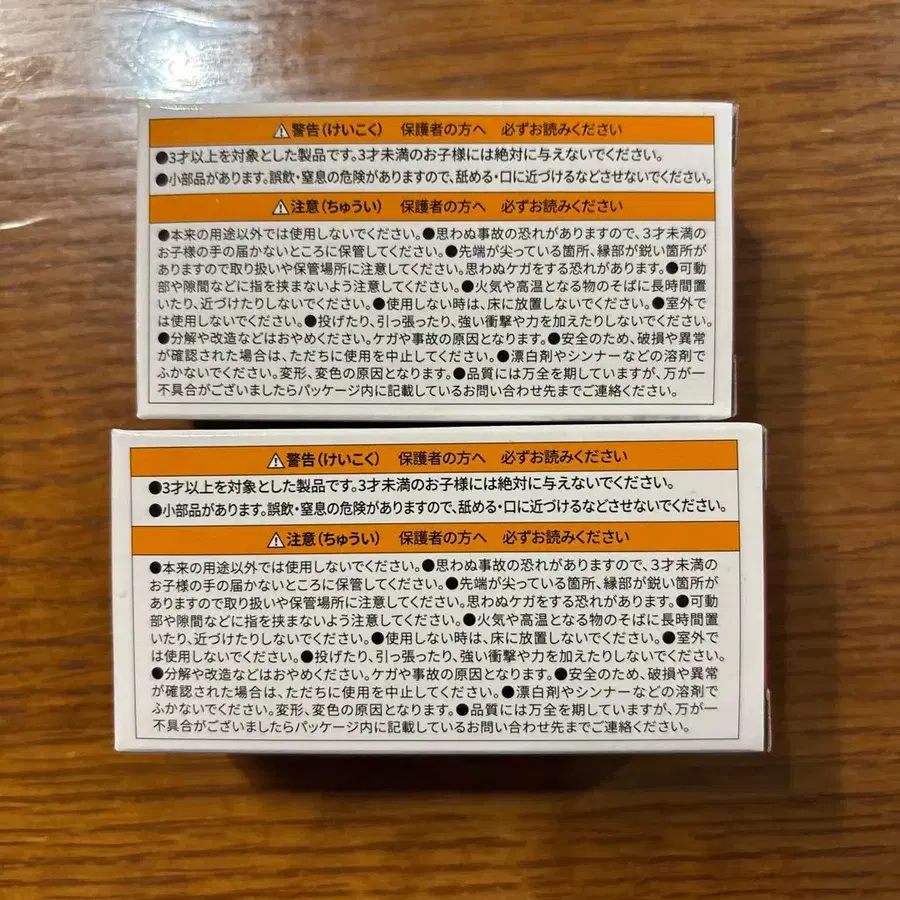 ⚠警告(けいこく) 保護者の方へ 必ずお読みください
●3才以上を対象とした製品です。3才未満のお子様には絶対に与えないでください。
●小部品があります。誤飲・窒息の危険がありますので、舐める・口に近づけるなどさせないでください。
⚠注意(ちゅうい) 保護者の方へ 必ずお読みください
●本来の用途以外では使用しないでください。●思わぬ事故の恐れがありますので、3才未満の
お子様の手の届かないところに保管してください。●先端が尖っている箇所、縁部が鋭い箇所が
ありますので取り扱いや保管場所に注意してください。思わぬケガをする恐れがあります。●可動
部や隙間などに指を挟まないよう注意してください。●火気や高温となる物のそばに長時間置
いたり、近づけたりしないでください。●使用しない時は、床に放置しないでください。●室外で
は使用しないでください。●投げたり、引っ張ったり、強い衝撃や力を加えたりしないでください。
●分解や改造などはおやめください。ケガや事故の原因となります。●安全のため、破損や異常
が確認された場合は、ただちに使用を中止してください。●漂白剤やシンナーなどの溶剤で
ふかないでください。変形、変色の原因となります。●品質には万全を期していますが、万が一
不具合がございましたらパッケージ内に記載しているお問い合わせ先までご連絡ください。
⚠警告(けいこく) 保護者の方へ 必ずお読みください
●3才以上を対象とした製品です。3才未満のお子様には絶対に与えないでください。
●小部品があります。誤飲・窒息の危険がありますので、舐める・口に近づけるなどさせないでください。
⚠注意(ちゅうい) 保護者の方へ 必ずお読みください
●本来の用途以外では使用しないでください。●思わぬ事故の恐れがありますので、3才未満の
お子様の手の届かないところに保管してください。●先端が尖っている箇所、縁部が鋭い箇所が
ありますので取り扱いや保管場所に注意してください。思わぬケガをする恐れがあります。●可動
部や隙間などに指を挟まないよう注意してください。●火気や高温となる物のそばに長時間置
いたり、近づけたりしないでください。●使用しない時は、床に放置しないでください。●室外で
は使用しないでください。●投げたり、引っ張ったり、強い衝撃や力を加えたりしないでください。
●分解や改造などはおやめください。ケガや事故の原因となります。●安全のため、破損や異常
が確認された場合は、ただちに使用を中止してください。●漂白剤やシンナーなどの溶剤で
ふかないでください。変形、変色の原因となります。●品質には万全を期していますが、万が一
不具合がございましたらパッケージ内に記載しているお問い合わせ先までご連絡ください。